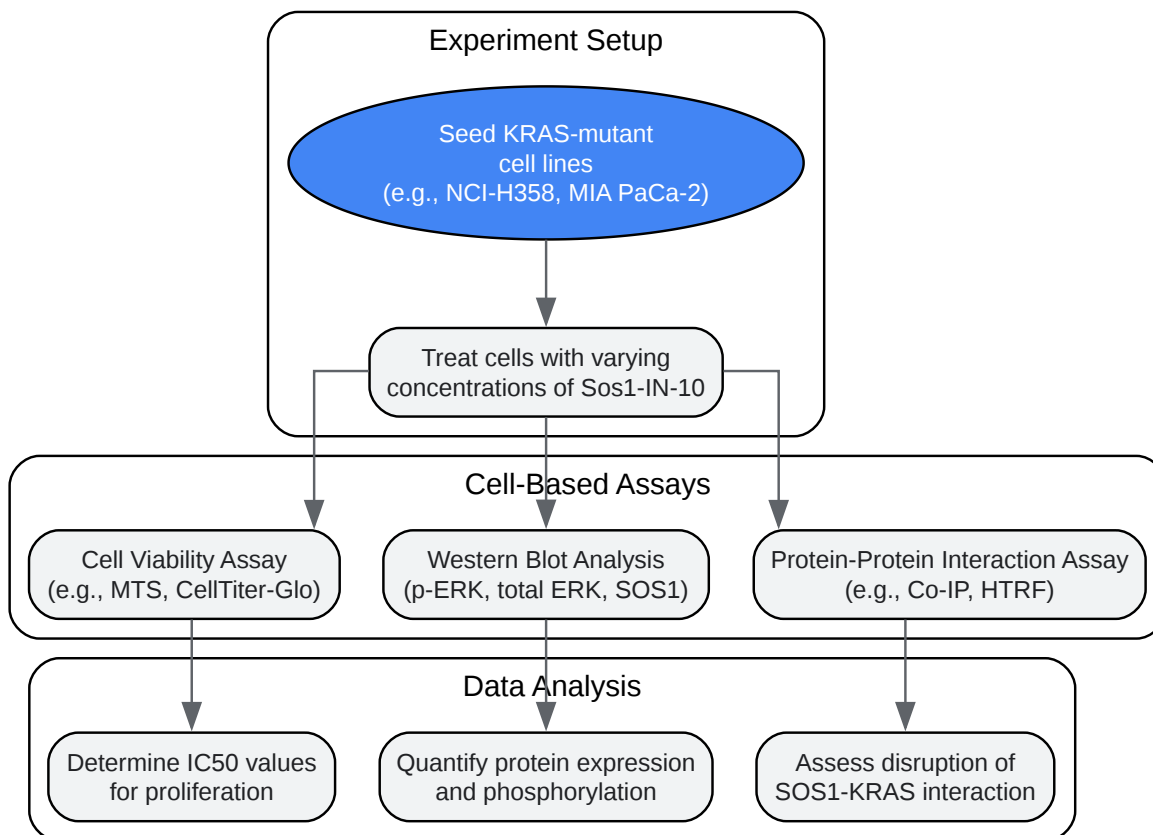 Experiment Setup
Seed KRAS-mutant
cell lines
(e.g., NCI-H358, MIA PaCa-2)
Treat cells with varying
concentrations of Sos1-IN-10
Cell-Based Assays
Cell Viability Assay
(e.g., MTS, CellTiter-Glo)
Western Blot Analysis
(p-ERK, total ERK, SOS1)
Protein-Protein Interaction Assay
(e.g., Co-IP, HTRF)
Data Analysis
Determine IC50 values
for proliferation
Quantify protein expression
and phosphorylation
Assess disruption of
SOS1-KRAS interaction